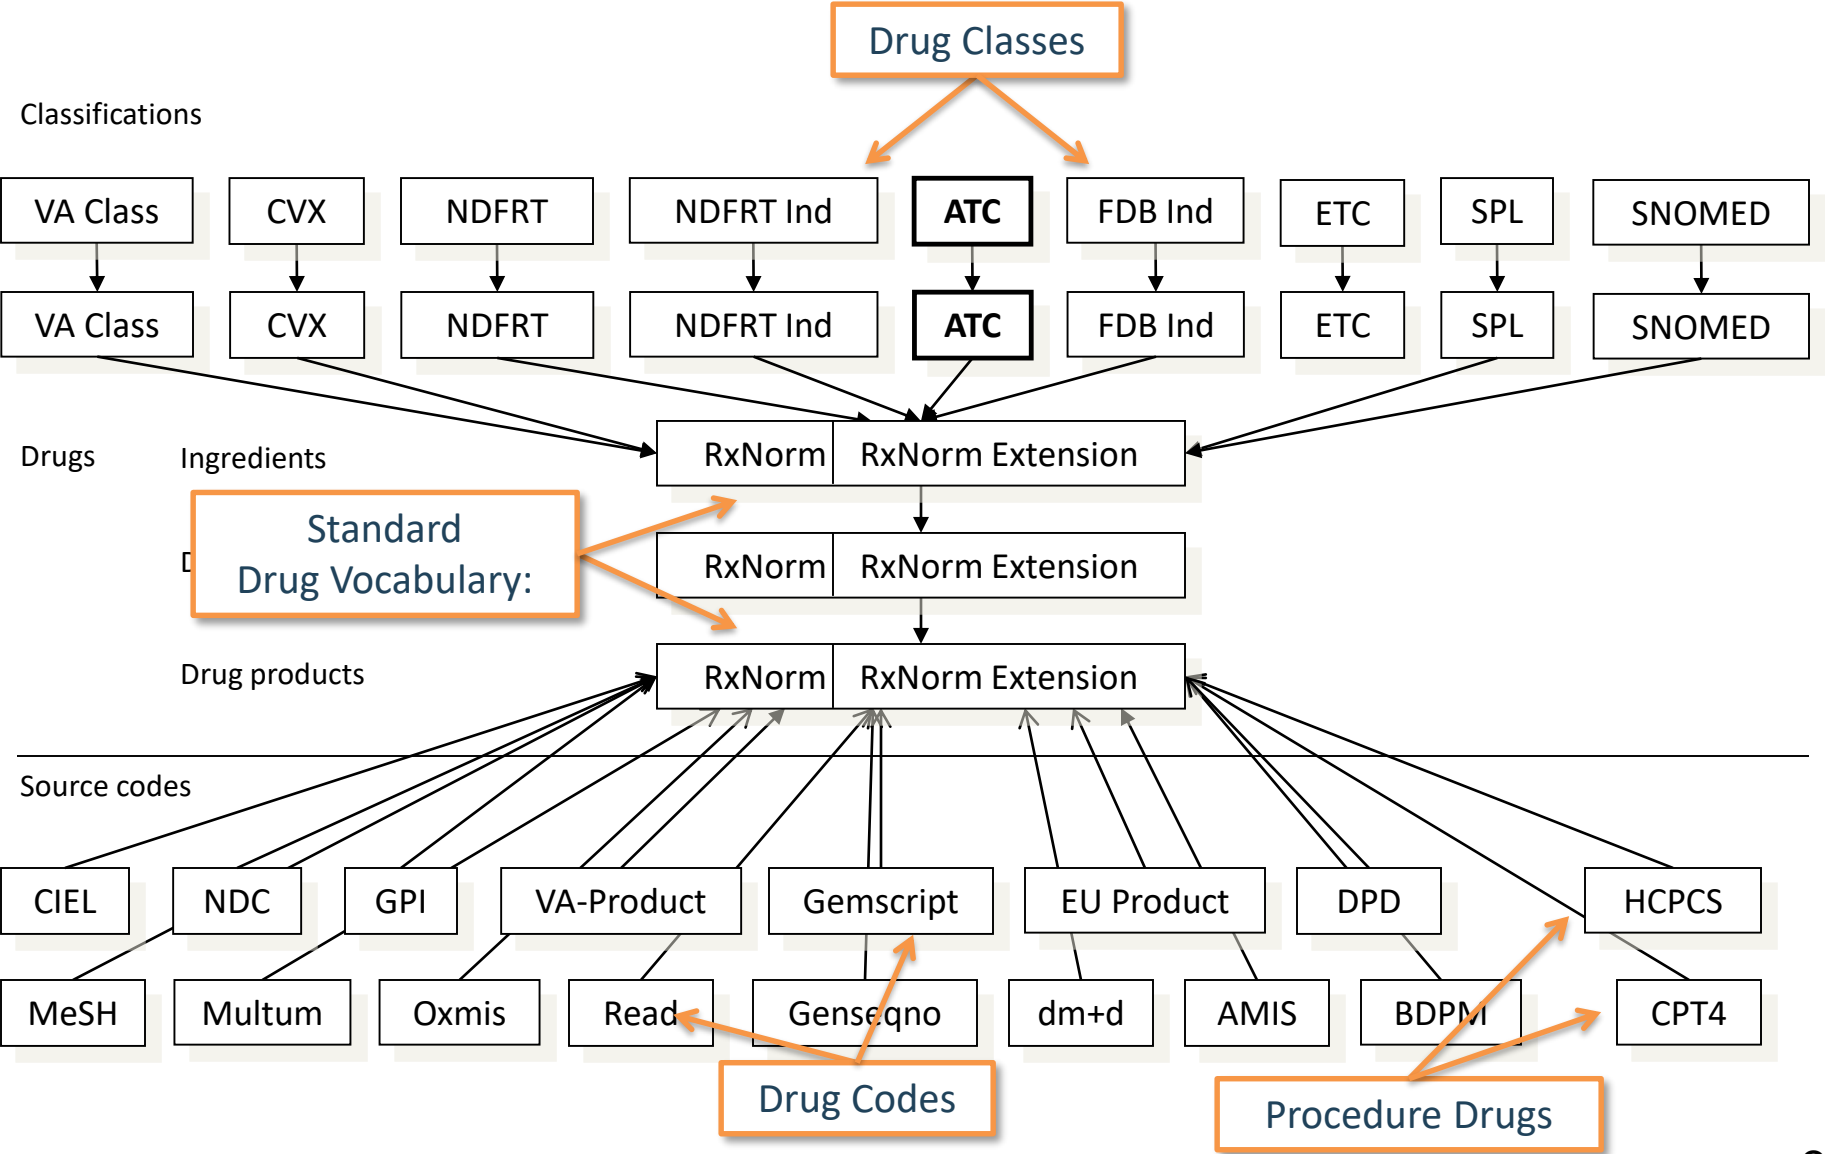 Drug Classes
Classifications
VA Class CVX NDFRT NDFRT Ind ATC FDB Ind ETC SPL SNOMED
VA Class CVX NDFRT NDFRT Ind ATC FDB Ind ETC SPL SNOMED
Drugs Ingredients RxNorm RxNorm Extension
Standard
Drug Vocabulary:
RxNorm RxNorm Extension
Drug products RxNorm RxNorm Extension
Source codes
CIEL NDC GPI VA-Product Gemscript EU Product DPD HCPCS
MeSH Multum Oxmis Read Genseqno dm+d AMIS BDPM CPT4
Drug Codes
Procedure Drugs